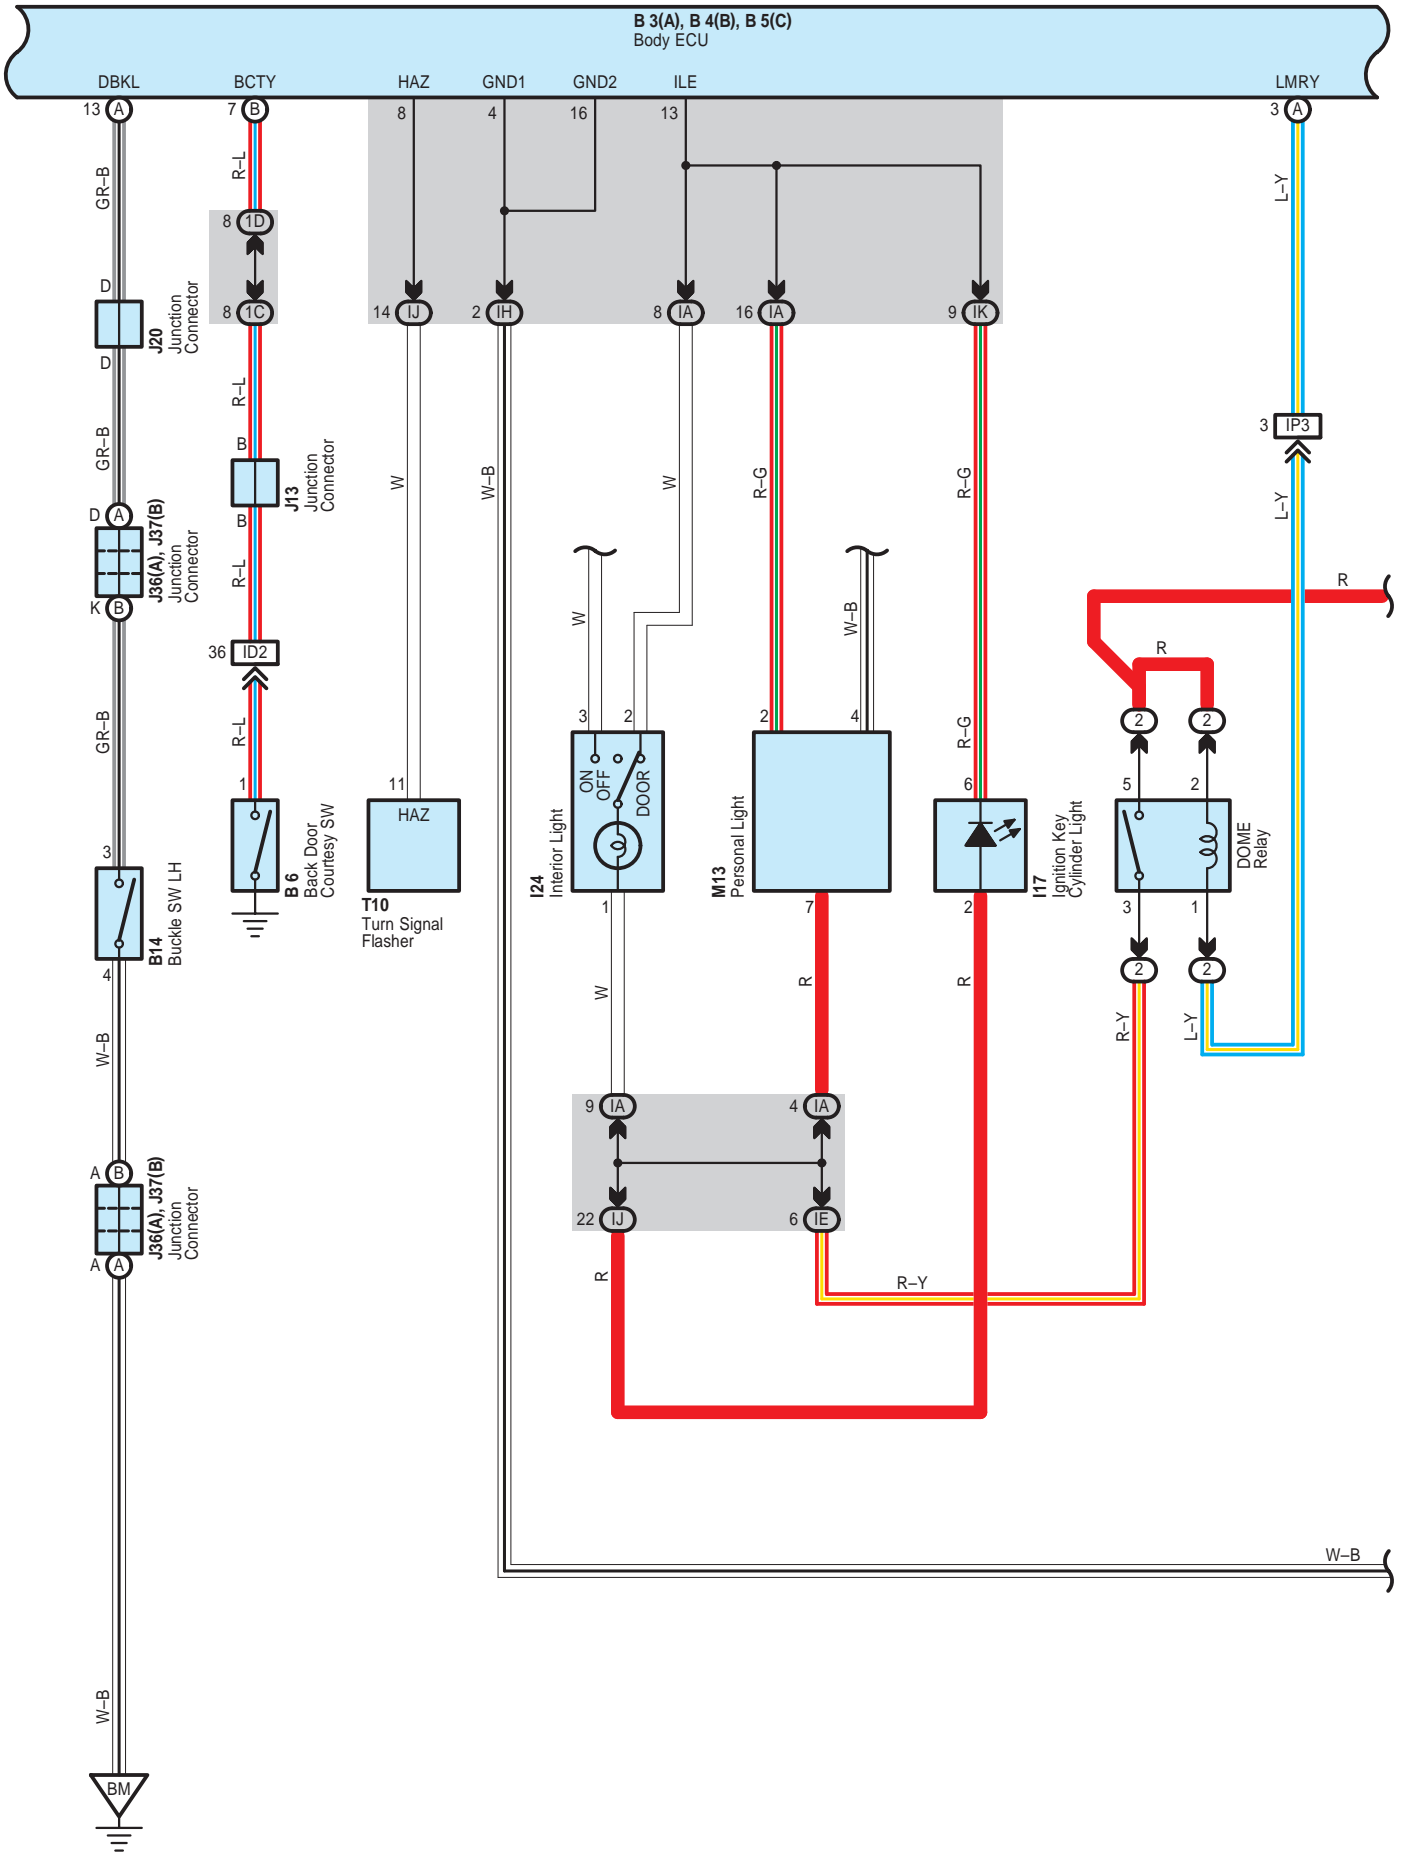 B 3(A), B 4(B), B 5(C)
Body ECU
DBKL
BCTY
HAZ
GND1
GND2
ILE
LMRY
13 A
7 B
8
4
16
13
3 A
GR–B
R–L
L–Y
8 1D
8 1C
14 IJ
2 IH
8 IA
16 IA
9 IK
D
J20
Junction
Connector
D
R–L
3 IP3
GR–B
B
J13
Junction
Connector
B
W
W–B
W
R–G
R–G
L–Y
D A
J36(A), J37(B)
Junction
Connector
K B
R–L
W
W–B
R
R
36 ID2
GR–B
R–L
3
2
2
4
R–G
2
2
1
11
6
5
2
HAZ
ON
OFF
DOOR
I24
Interior Light
M13
Personal Light
I17
Ignition Key
Cylinder Light
DOME
Relay
3
B14
Buckle SW LH
4
B 6
Back Door
Courtesy SW
T10
Turn Signal
Flasher
1
7
2
3
1
2
2
W
R
R
R–Y
L–Y
W–B
9 IA
4 IA
A B
J36(A), J37(B)
Junction
Connector
A A
22 IJ
6 IE
R
R–Y
W–B
W–B
BM